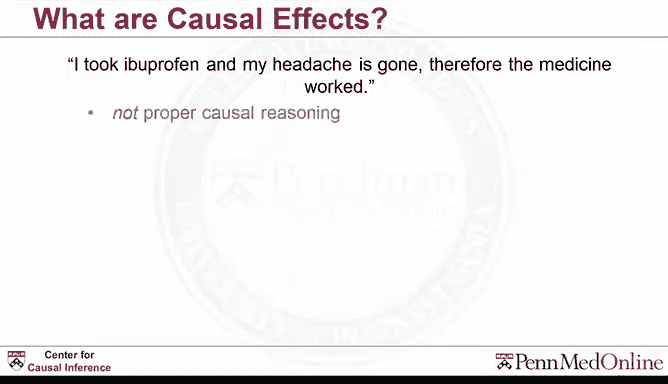 What are Causal Effects?
“I took ibuprofen and my headache is gone, therefore the medicine
worked.”
• not proper causal reasoning
Center for
Causal Inference
PennMedOnline